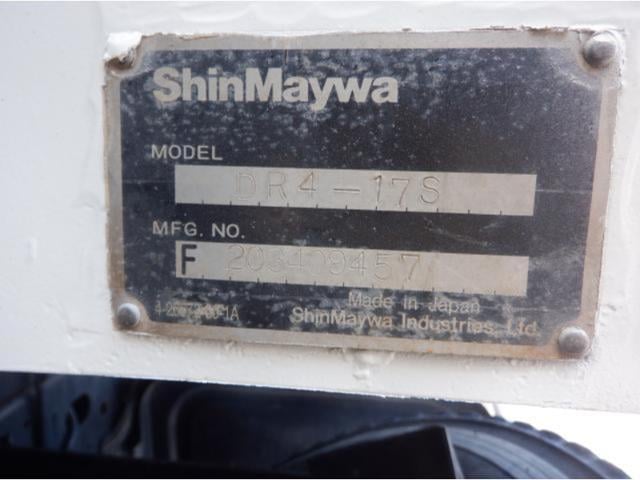 ShinMaywa
MODEL
DR4-17S
MFG. NO.
F 203409457
Made in Japan
ShinMaywa Industries, Ltd.